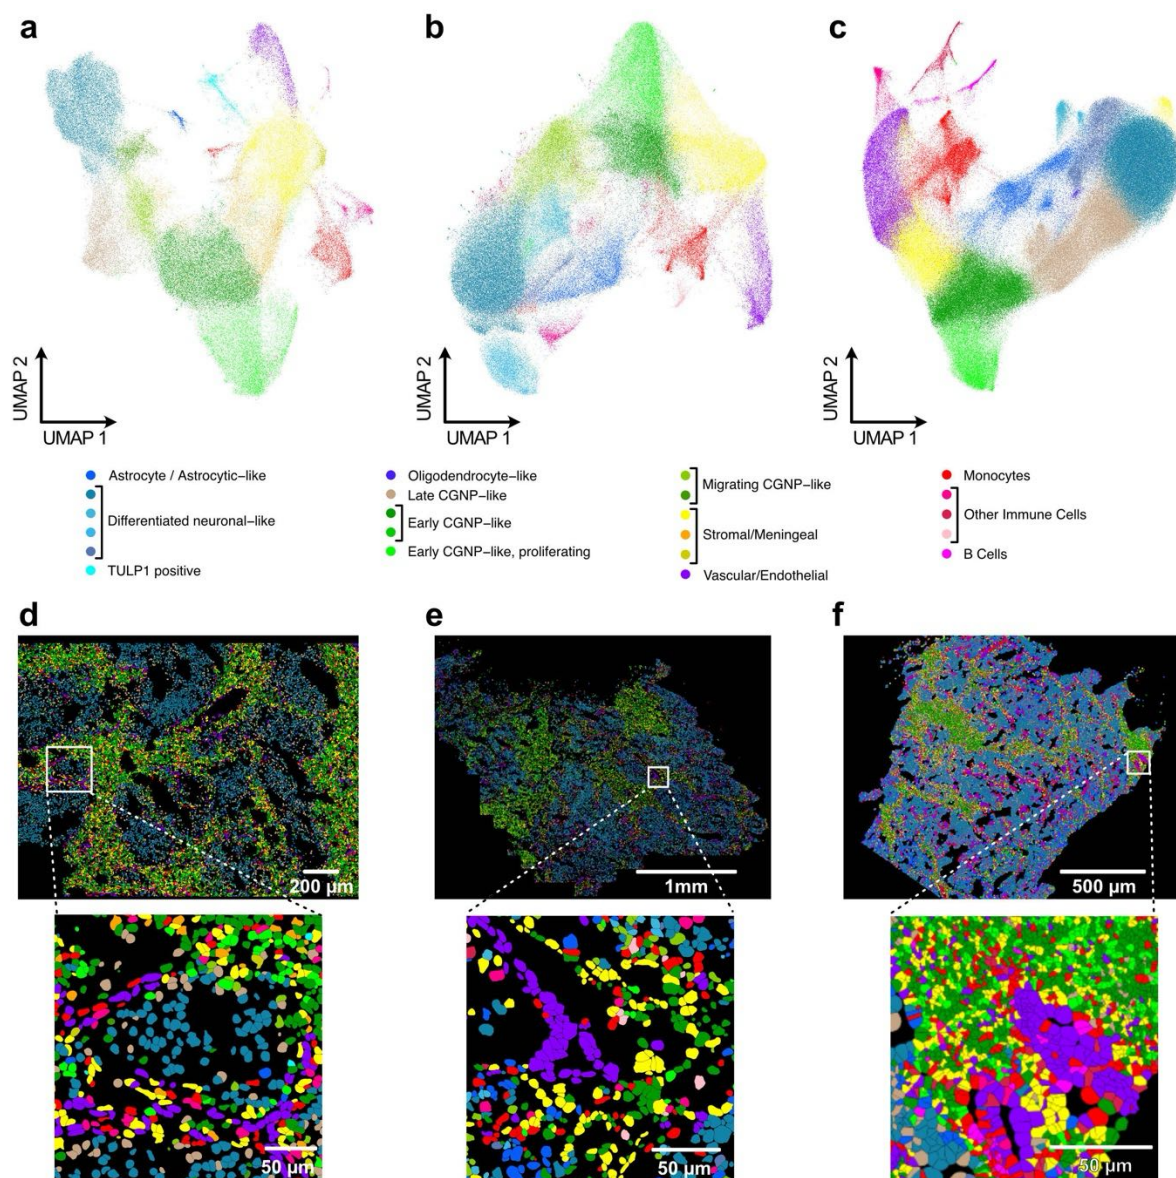 a
b
c
UMAP 2
UMAP 1
UMAP 2
UMAP 1
UMAP 2
UMAP 1
Astrocyte / Astrocytic-like
Differentiated neuronal-like
TULP1 positive
Oligodendrocyte-like
Late CGNP-like
Early CGNP-like
Early CGNP-like, proliferating
Migrating CGNP-like
Stromal/Meningeal
Vascular/Endothelial
Monocytes
Other Immune Cells
B Cells
d
e
f
200 µm
1mm
500 µm
50 µm
50 µm
50 µm